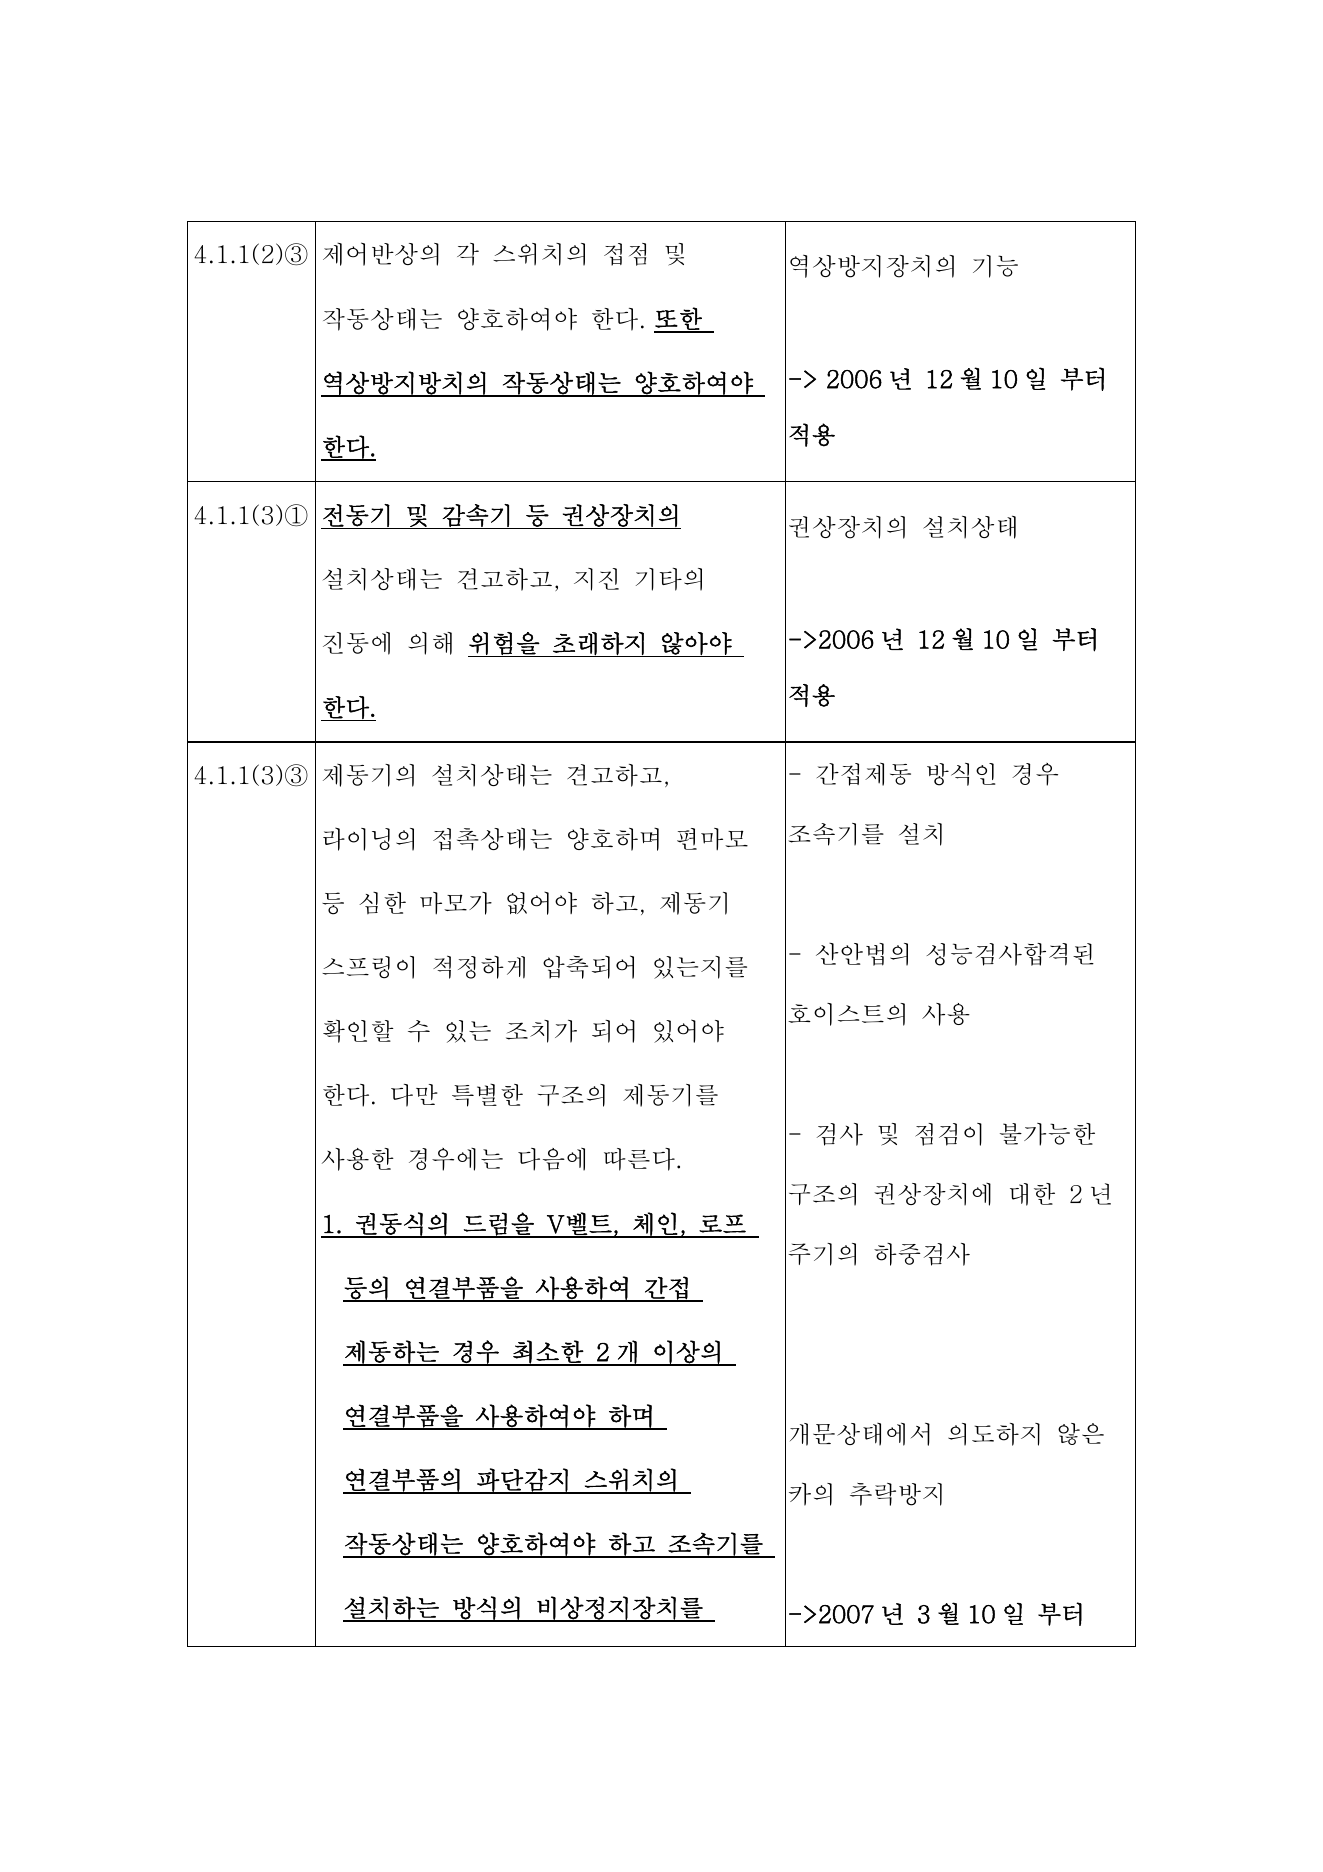 4.1.1(2)③
제어반상의 각 스위치의 접점 및
작동상태는 양호하여야 한다. 또한
역상방지방치의 작동상태는 양호하여야
한다.
역상방지장치의 기능
-> 2006년 12월 10일 부터
적용
4.1.1(3)①
전동기 및 감속기 등 권상장치의
설치상태는 견고하고, 지진 기타의
진동에 의해 위험을 초래하지 않아야
한다.
권상장치의 설치상태
->2006년 12월 10일 부터
적용
4.1.1(3)③
제동기의 설치상태는 견고하고,
라이닝의 접촉상태는 양호하며 편마모
등 심한 마모가 없어야 하고, 제동기
스프링이 적정하게 압축되어 있는지를
확인할 수 있는 조치가 되어 있어야
한다. 다만 특별한 구조의 제동기를
사용한 경우에는 다음에 따른다.
1. 권동식의 드럼을 V벨트, 체인, 로프
등의 연결부품을 사용하여 간접
제동하는 경우 최소한 2개 이상의
연결부품을 사용하여야 하며
연결부품의 파단감지 스위치의
작동상태는 양호하여야 하고 조속기를
설치하는 방식의 비상정지장치를
- 간접제동 방식인 경우
조속기를 설치
- 산안법의 성능검사합격된
호이스트의 사용
- 검사 및 점검이 불가능한
구조의 권상장치에 대한 2년
주기의 하중검사
개문상태에서 의도하지 않은
카의 추락방지
->2007년 3월 10일 부터